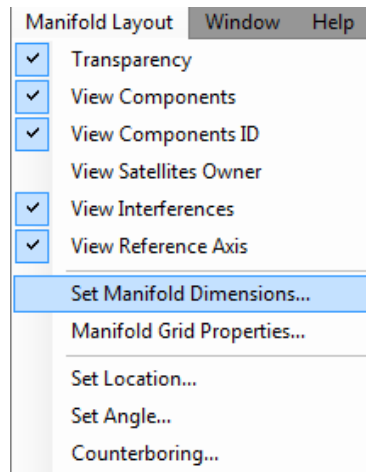 Manifold Layout Window Help
Transparency
View Components
View Components ID
View Satellites Owner
View Interferences
View Reference Axis
Set Manifold Dimensions...
Manifold Grid Properties...
Set Location...
Set Angle...
Counterboring...